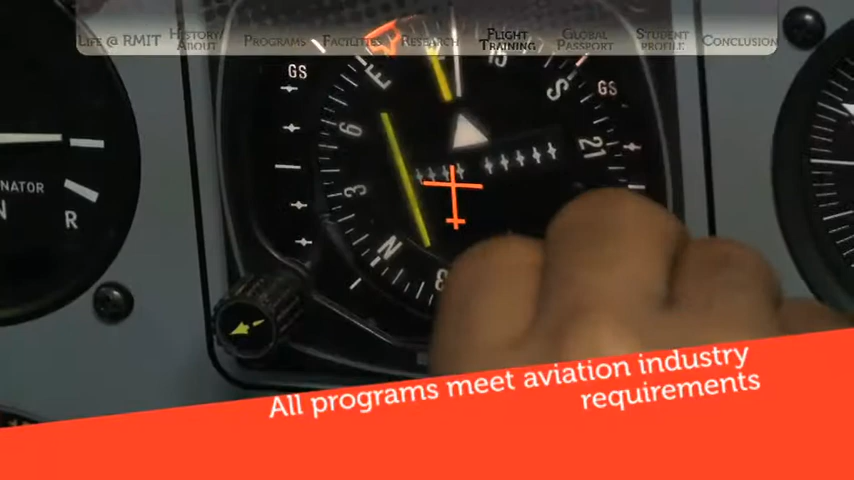 Life @ RMIT History About Programs Facilities Research Flight Training Global Passport Student Profile Conclusion
GS
GS
E
S
6
21
3
N
15
NATOR
N
R
All programs meet aviation industry
requirements